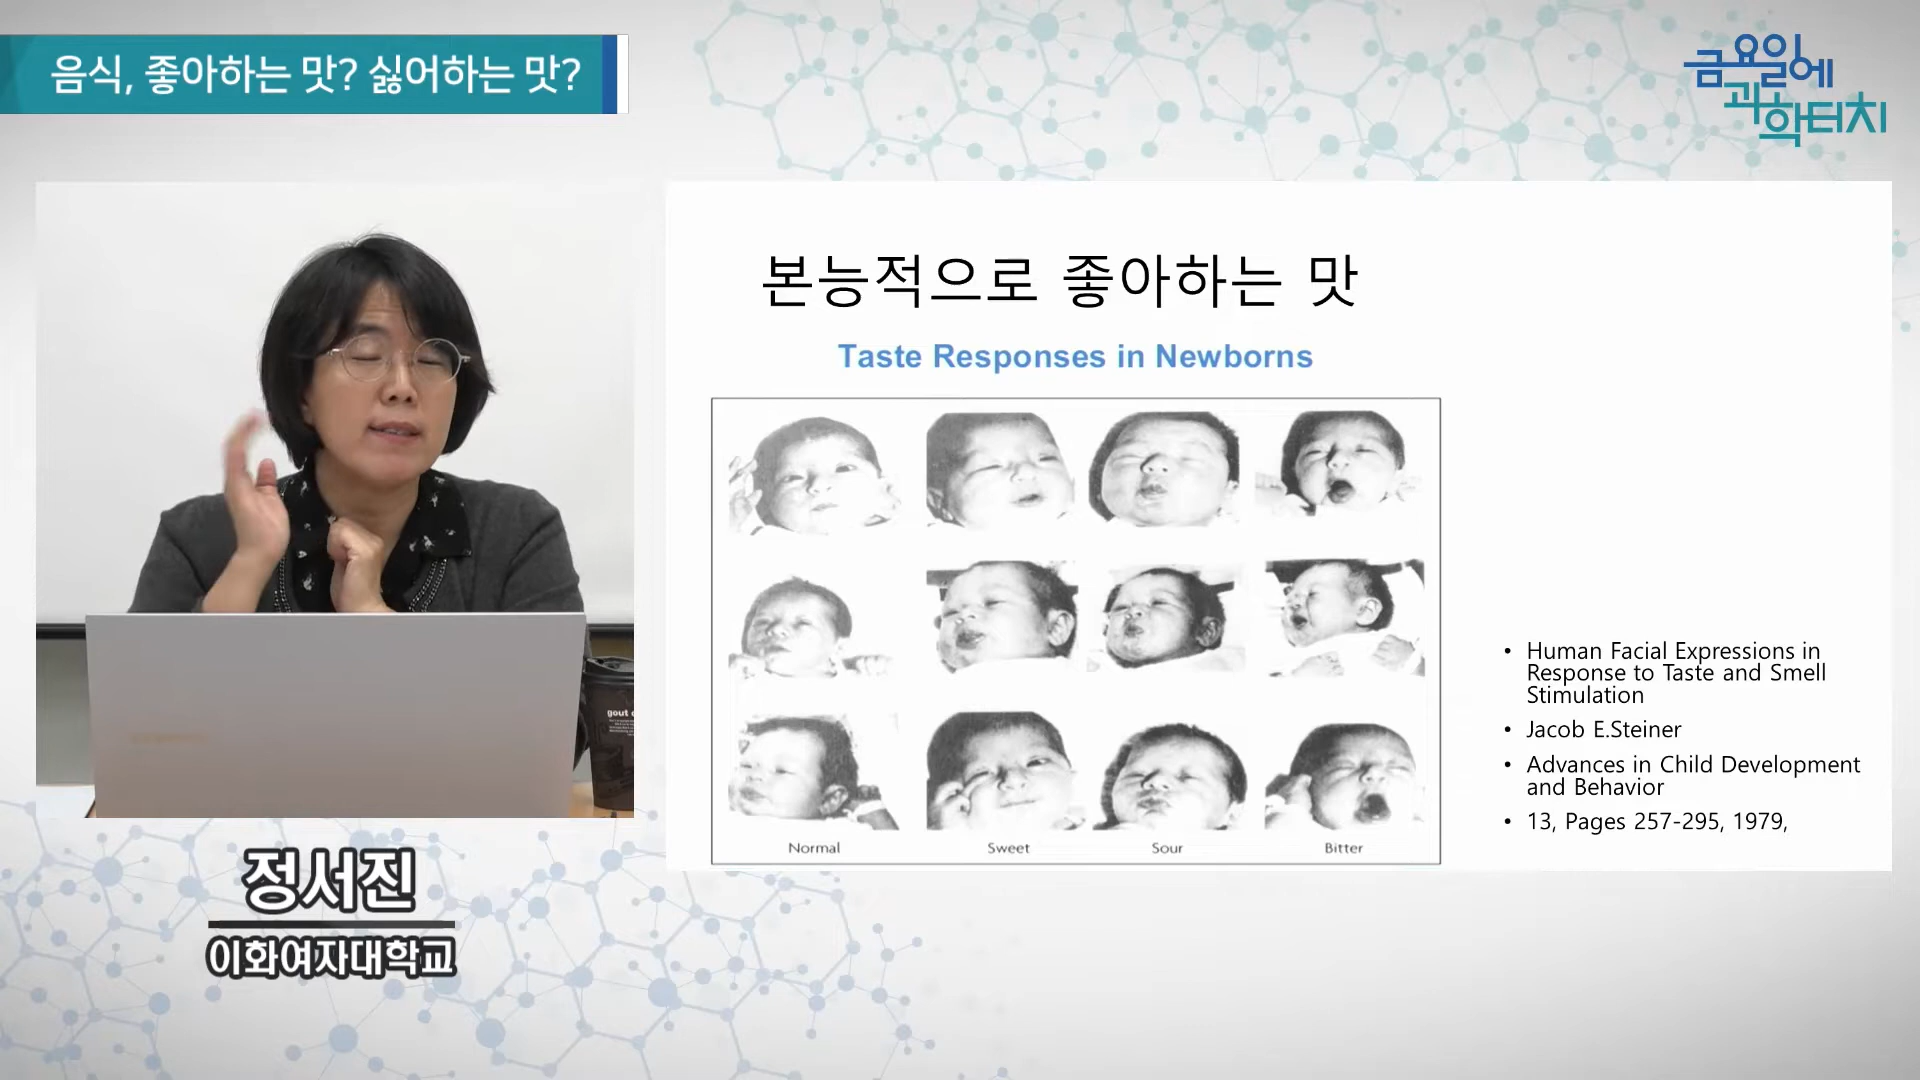 음식, 좋아하는 맛? 싫어하는 맛?
금요일에
과학터치
본능적으로 좋아하는 맛
Taste Responses in Newborns
Normal Sweet Sour Bitter
• Human Facial Expressions in
Response to Taste and Smell
Stimulation
• Jacob E.Steiner
• Advances in Child Development
and Behavior
• 13, Pages 257-295, 1979,
gout
정서진
이화여자대학교